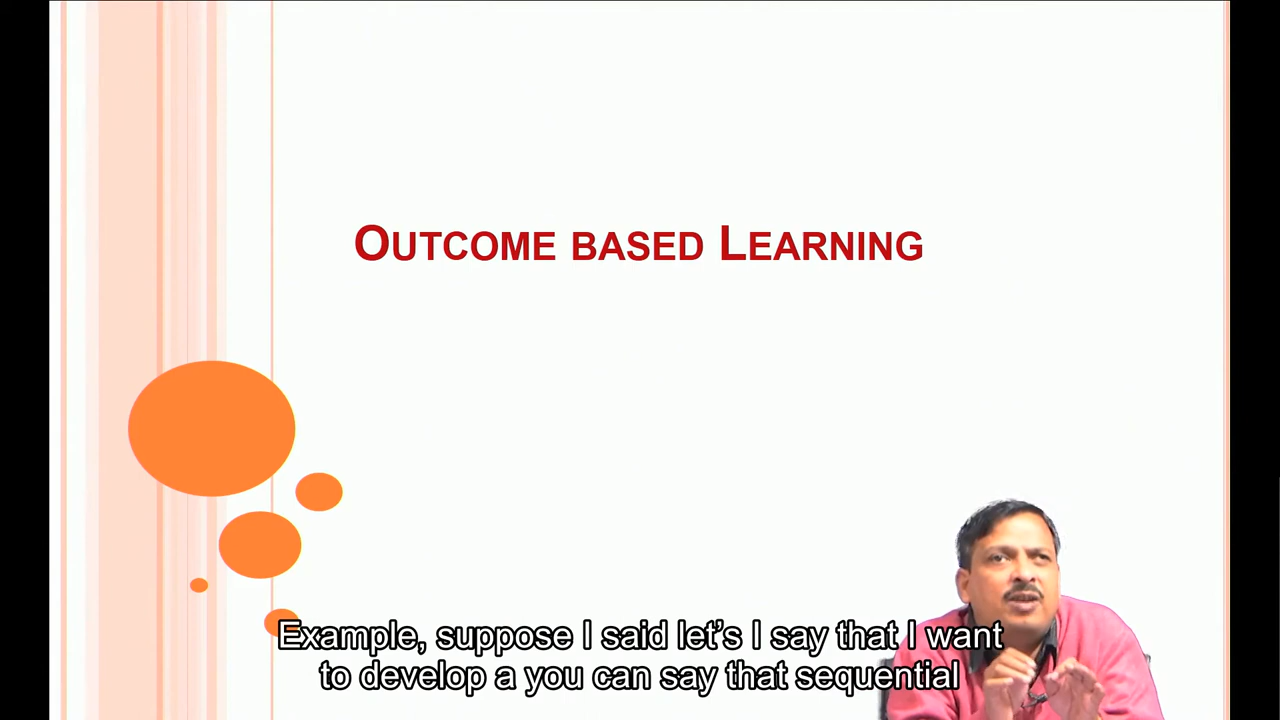 OUTCOME BASED LEARNING
Example, suppose I said let's I say that I want
to develop a you can say that sequential